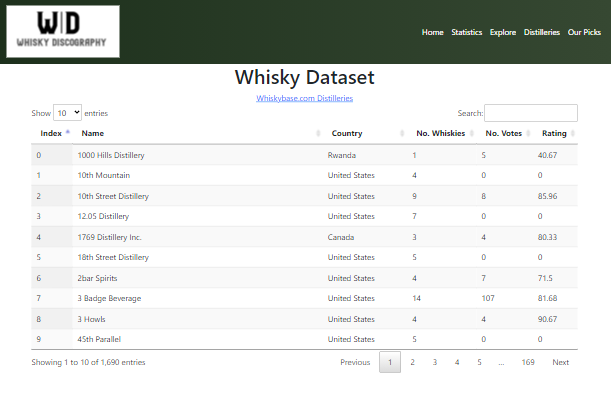 W|D
WHISKY DISCOGRAPHY
Home Statistics Explore Distilleries Our Picks
Whisky Dataset
Whiskybase.com Distilleries
Show 10 entries Search:
Index Name Country No. Whiskies No. Votes Rating
0 1000 Hills Distillery Rwanda 1 5 40.67
1 10th Mountain United States 4 0 0
2 10th Street Distillery United States 9 8 85.96
3 12.05 Distillery United States 7 0 0
4 1769 Distillery Inc. Canada 3 4 80.33
5 18th Street Distillery United States 5 0 0
6 2bar Spirits United States 4 7 71.5
7 3 Badge Beverage United States 14 107 81.68
8 3 Howls United States 4 4 90.67
9 45th Parallel United States 5 0 0
Showing 1 to 10 of 1,690 entries Previous 1 2 3 4 5 ... 169 Next